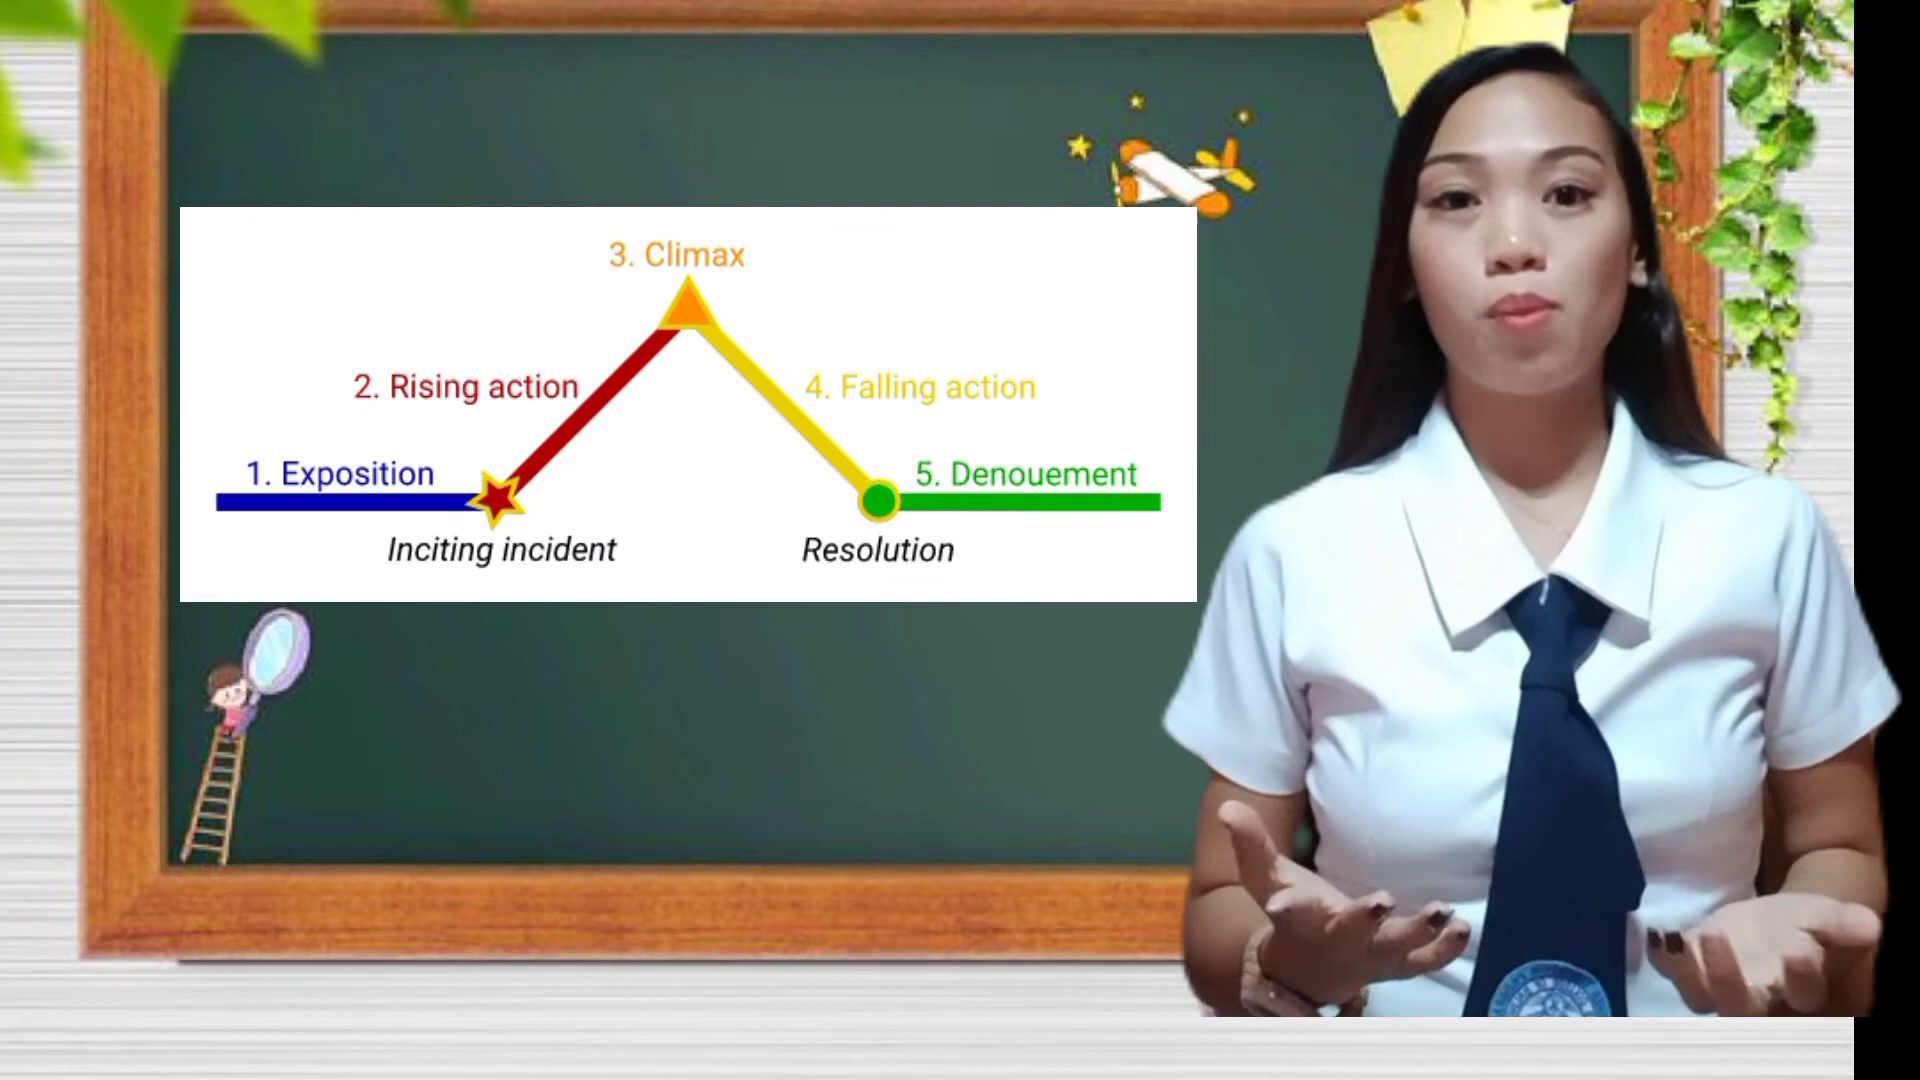 3. Climax
2. Rising action
4. Falling action
1. Exposition
5. Denouement
Inciting incident
Resolution